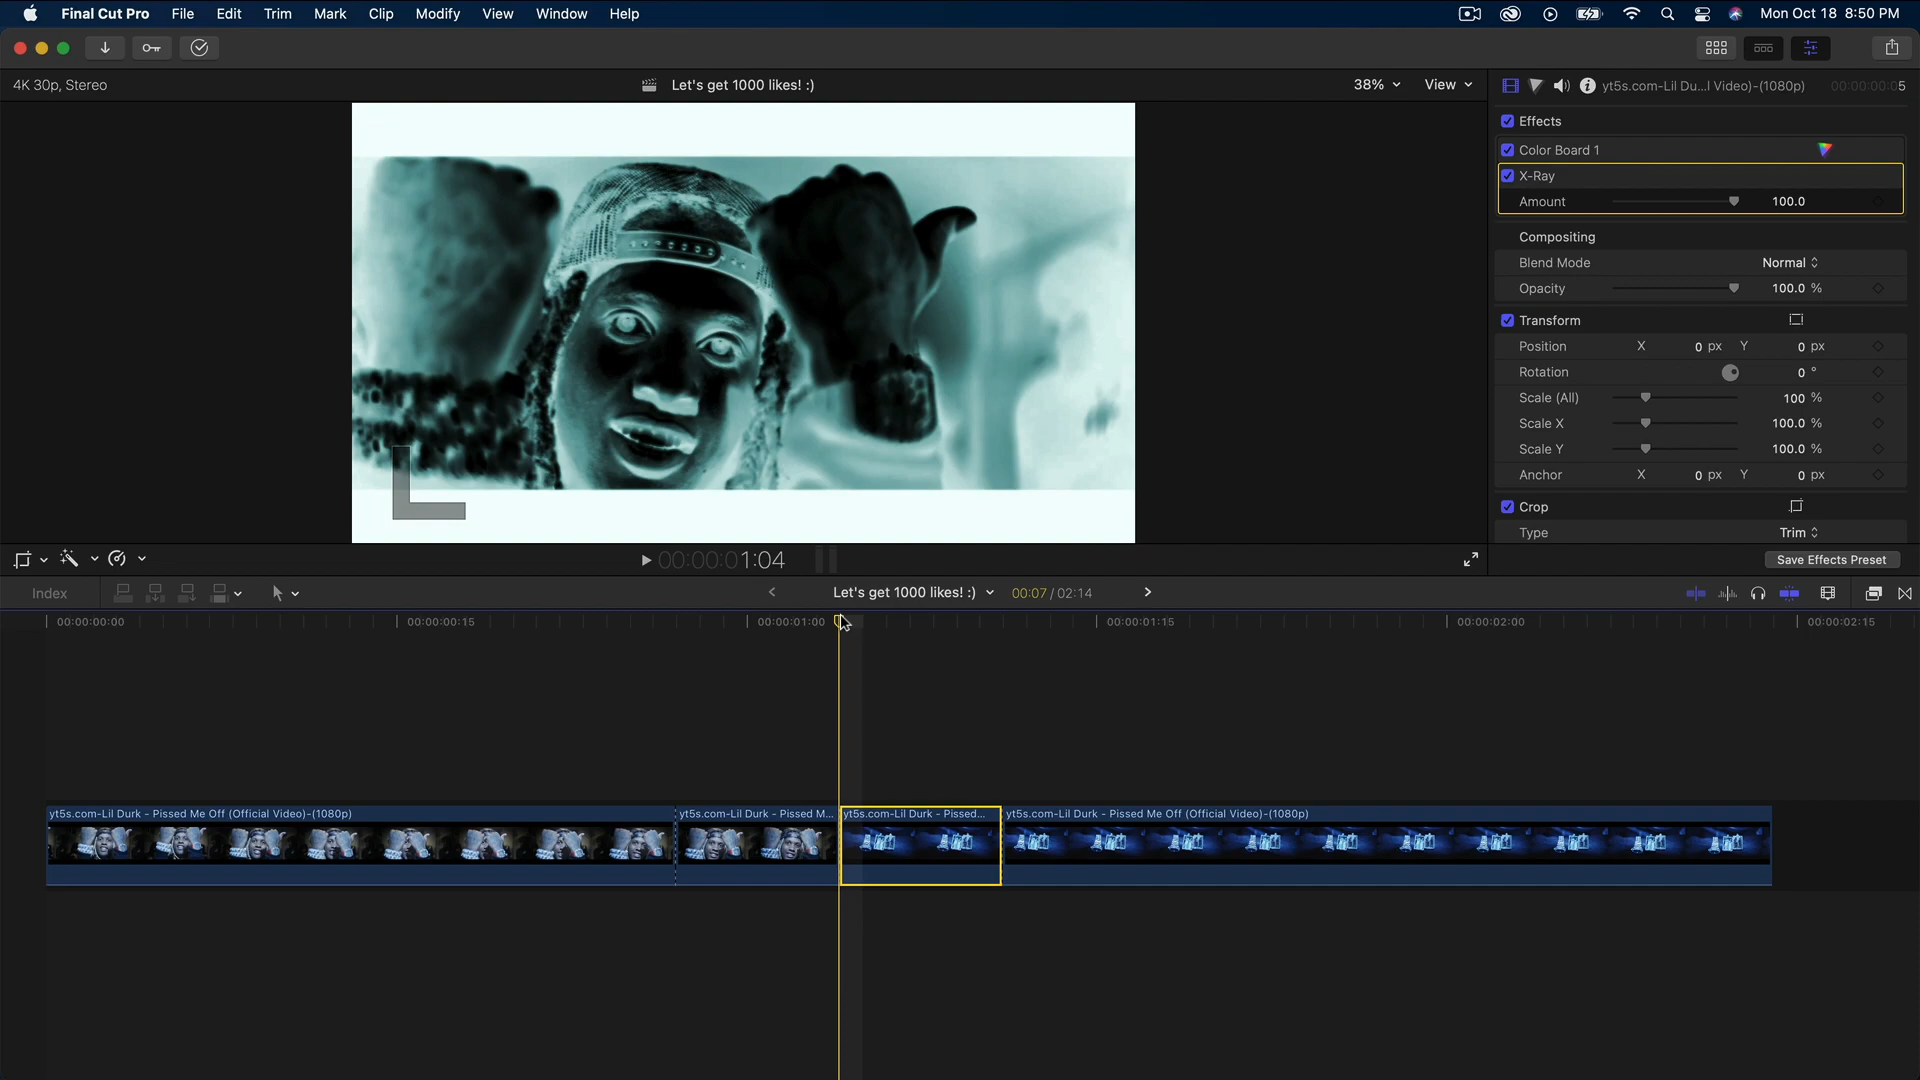 Final Cut Pro File Edit Trim Mark Clip Modify View Window Help Mon Oct 18 8:50 PM
4K 30p, Stereo Let's get 1000 likes! :) 38% View yt5s.com-Lil Du...l Video)-(1080p) 00:00:00:05
Effects
Color Board 1
X-Ray
Amount 100.0
Compositing
Blend Mode Normal
Opacity 100.0 %
Transform
Position X 0 px Y 0 px
Rotation 0 °
Scale (All) 100 %
Scale X 100.0 %
Scale Y 100.0 %
Anchor X 0 px Y 0 px
Crop
Type Trim
00:00:01:04 Save Effects Preset
Index Let's get 1000 likes! :) 00:07 / 02:14
00:00:00:00 00:00:00:15 00:00:01:00 00:00:01:15 00:00:02:00 00:00:02:15
yt5s.com-Lil Durk - Pissed Me Off (Official Video)-(1080p) yt5s.com-Lil Durk - Pissed M... yt5s.com-Lil Durk - Pissed... yt5s.com-Lil Durk - Pissed Me Off (Official Video)-(1080p)